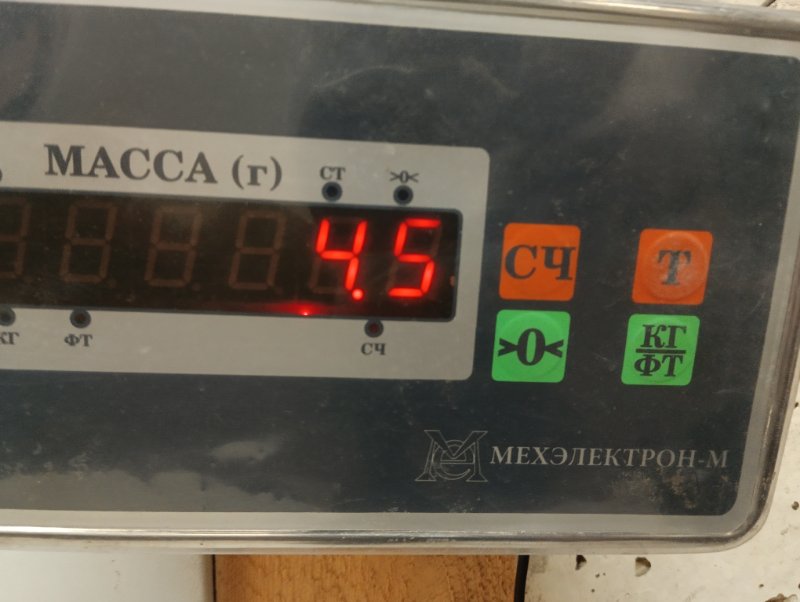 МАССА (г)
СТ >0<
4.5
КГ ФТ СЧ
СЧ Т
>0< КГ
ФТ
МЕХЭЛЕКТРОН-М